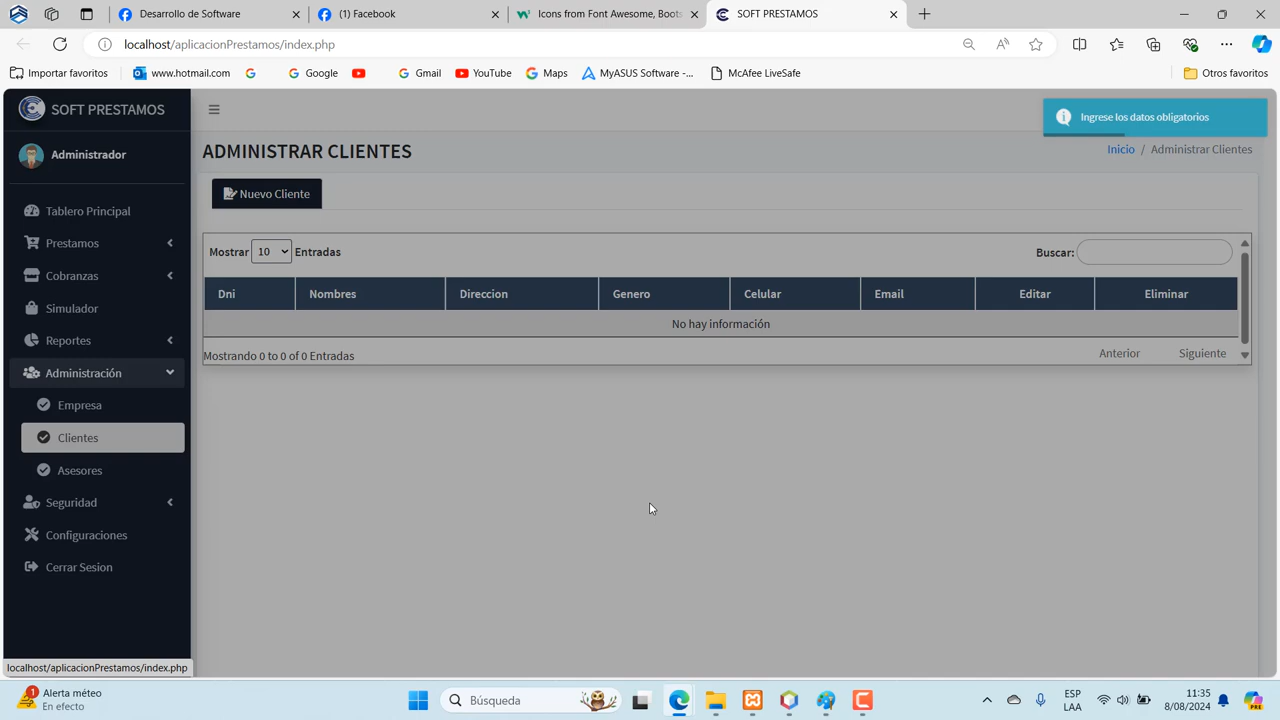 Desarrollo de Software
(1) Facebook
Icons from Font Awesome, Boots
SOFT PRESTAMOS
localhost/aplicacionPrestamos/index.php
Importar favoritos
www.hotmail.com
Google
Gmail
YouTube
Maps
MyASUS Software -...
McAfee LiveSafe
Otros favoritos
SOFT PRESTAMOS
Ingrese los datos obligatorios
Administrador
ADMINISTRAR CLIENTES
Inicio / Administrar Clientes
Nuevo Cliente
Tablero Principal
Prestamos
Cobranzas
Simulador
Reportes
Administración
Empresa
Clientes
Asesores
Seguridad
Configuraciones
Cerrar Sesion
Mostrar 10 Entradas
Buscar:
Dni Nombres Direccion Genero Celular Email Editar Eliminar
No hay información
Mostrando 0 to 0 of 0 Entradas
Anterior Siguiente
localhost/aplicacionPrestamos/index.php
1
Alerta méteo
En efecto
Búsqueda
ESP
LAA
11:35
8/08/2024
PRE